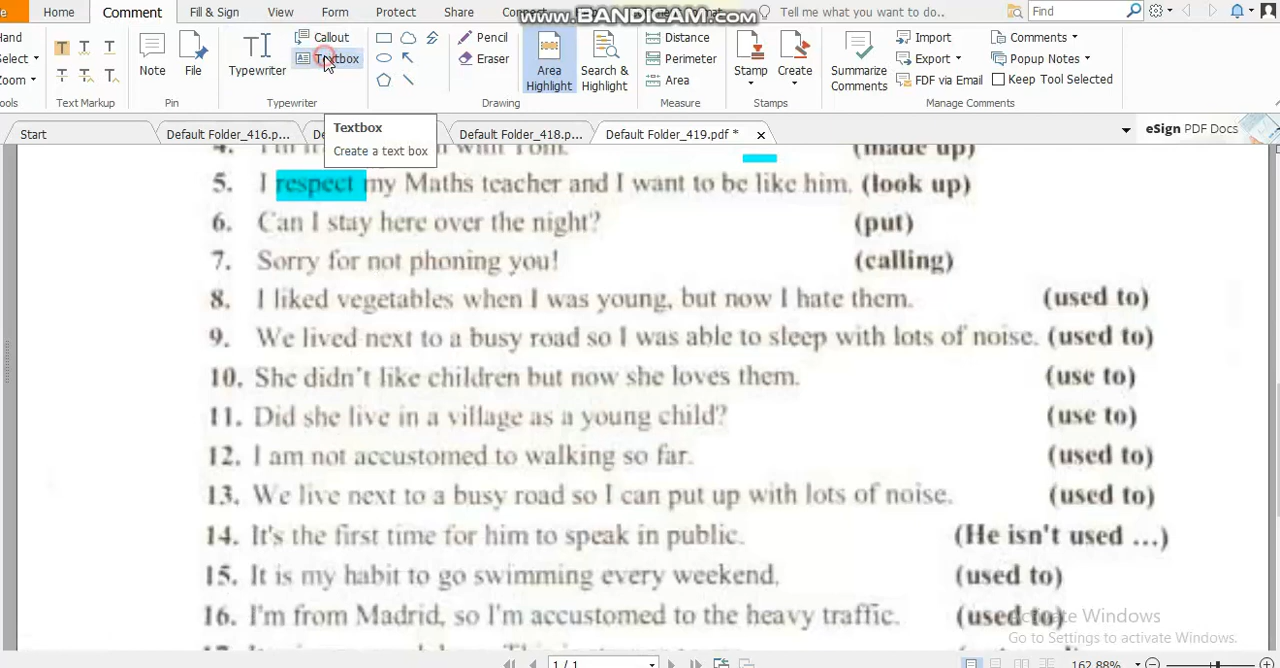 www.BANDICAM.com
Home Comment Fill & Sign View Form Protect Share Tell me what you want to do.. Find
Callout Pencil Distance Import Comments
Note File Typewriter Textbox Eraser Area Highlight Search & Highlight Perimeter Stamp Create Summarize Comments Export Popup Notes
Area FDF via Email Keep Tool Selected
Text Markup Pin Typewriter Drawing Measure Stamps Manage Comments
Start Default Folder_416.p... Default Folder_418.p... Default Folder_419.pdf * eSign PDF Docs
Textbox
Create a text box
4. (made up)
5. I respect my Maths teacher and I want to be like him. (look up)
6. Can I stay here over the night? (put)
7. Sorry for not phoning you! (calling)
8. I liked vegetables when I was young, but now I hate them. (used to)
9. We lived next to a busy road so I was able to sleep with lots of noise. (used to)
10. She didn't like children but now she loves them. (use to)
11. Did she live in a village as a young child? (use to)
12. I am not accustomed to walking so far. (used to)
13. We live next to a busy road so I can put up with lots of noise. (used to)
14. It's the first time for him to speak in public. (He isn't used ...)
15. It is my habit to go swimming every weekend. (used to)
16. I'm from Madrid, so I'm accustomed to the heavy traffic. (used to)
Activate Windows
Go to Settings to activate Windows.
1 / 1 162.88%